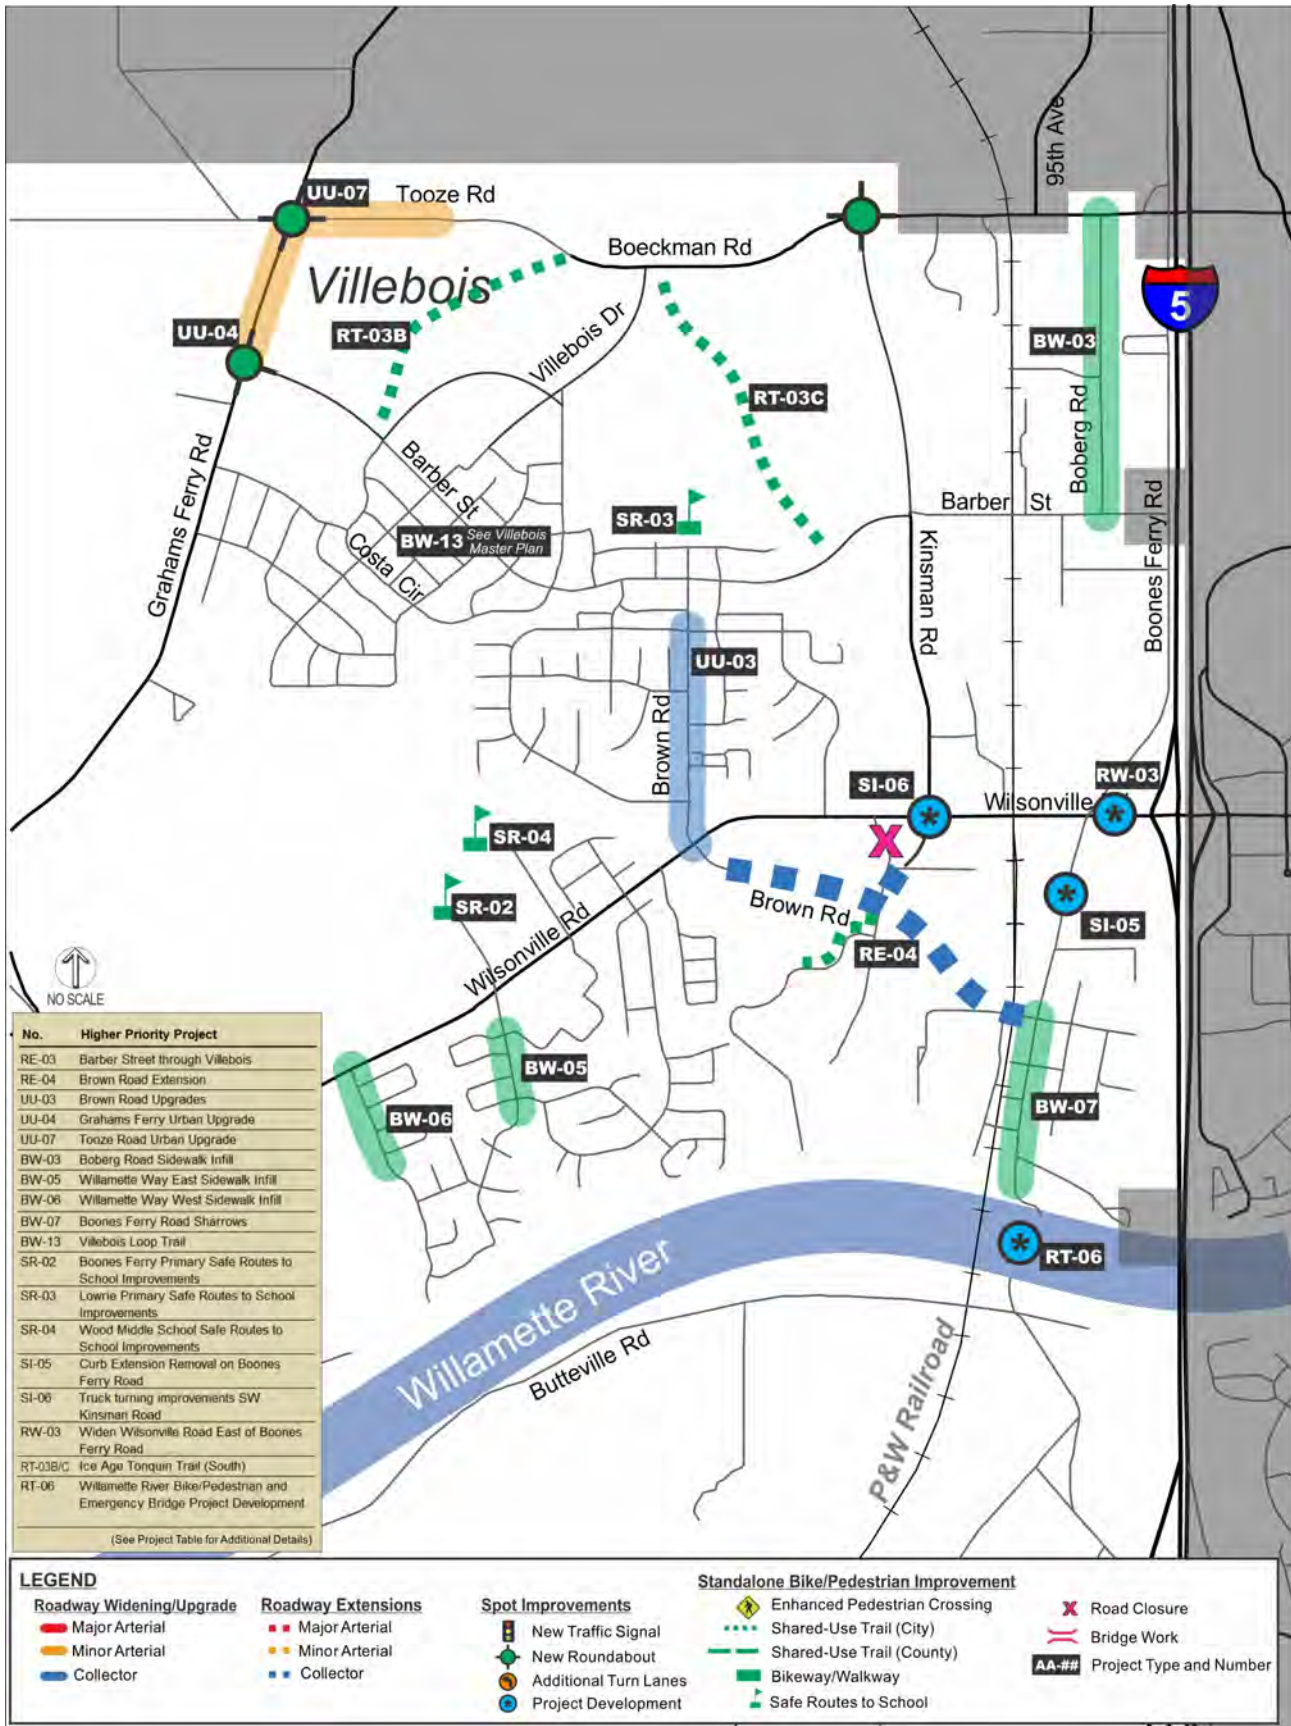 95th Ave
UU-07
Tooze Rd
Boeckman Rd
Villebois
UU-04
RT-03B
Villebois Dr
5
BW-03
RT-03C
Boberg Rd
Grahams Ferry Rd
Barber St
SR-03
Barber St
Boones Ferry Rd
BW-13 See Villebois
Master Plan
Costa Cir
Kinsman Rd
UU-03
Brown Rd
SI-06
RW-03
Wilsonville
SR-04
SR-02
Brown Rd
SI-05
Wilsonville Rd
RE-04
NO SCALE
BW-05
BW-06
BW-07
Willamette River
RT-06
Butteville Rd
P&W Railroad
No. Higher Priority Project
RE-03 Barber Street through Villebois
RE-04 Brown Road Extension
UU-03 Brown Road Upgrades
UU-04 Grahams Ferry Urban Upgrade
UU-07 Tooze Road Urban Upgrade
BW-03 Boberg Road Sidewalk Infill
BW-05 Willamette Way East Sidewalk Infill
BW-06 Willamette Way West Sidewalk Infill
BW-07 Boones Ferry Road Sharrows
BW-13 Villebois Loop Trail
SR-02 Boones Ferry Primary Safe Routes to
School Improvements
SR-03 Lowrie Primary Safe Routes to School
Improvements
SR-04 Wood Middle School Safe Routes to
School Improvements
SI-05 Curb Extension Removal on Boones
Ferry Road
SI-06 Truck turning improvements SW
Kinsman Road
RW-03 Widen Wilsonville Road East of Boones
Ferry Road
RT-03B/C Ice Age Tonquin Trail (South)
RT-06 Willamette River Bike/Pedestrian and
Emergency Bridge Project Development
(See Project Table for Additional Details)
LEGEND
Roadway Widening/Upgrade
Major Arterial
Minor Arterial
Collector
Roadway Extensions
Major Arterial
Minor Arterial
Collector
Spot Improvements
New Traffic Signal
New Roundabout
Additional Turn Lanes
Project Development
Standalone Bike/Pedestrian Improvement
Enhanced Pedestrian Crossing
Shared-Use Trail (City)
Shared-Use Trail (County)
Bikeway/Walkway
Safe Routes to School
X Road Closure
Bridge Work
AA-## Project Type and Number